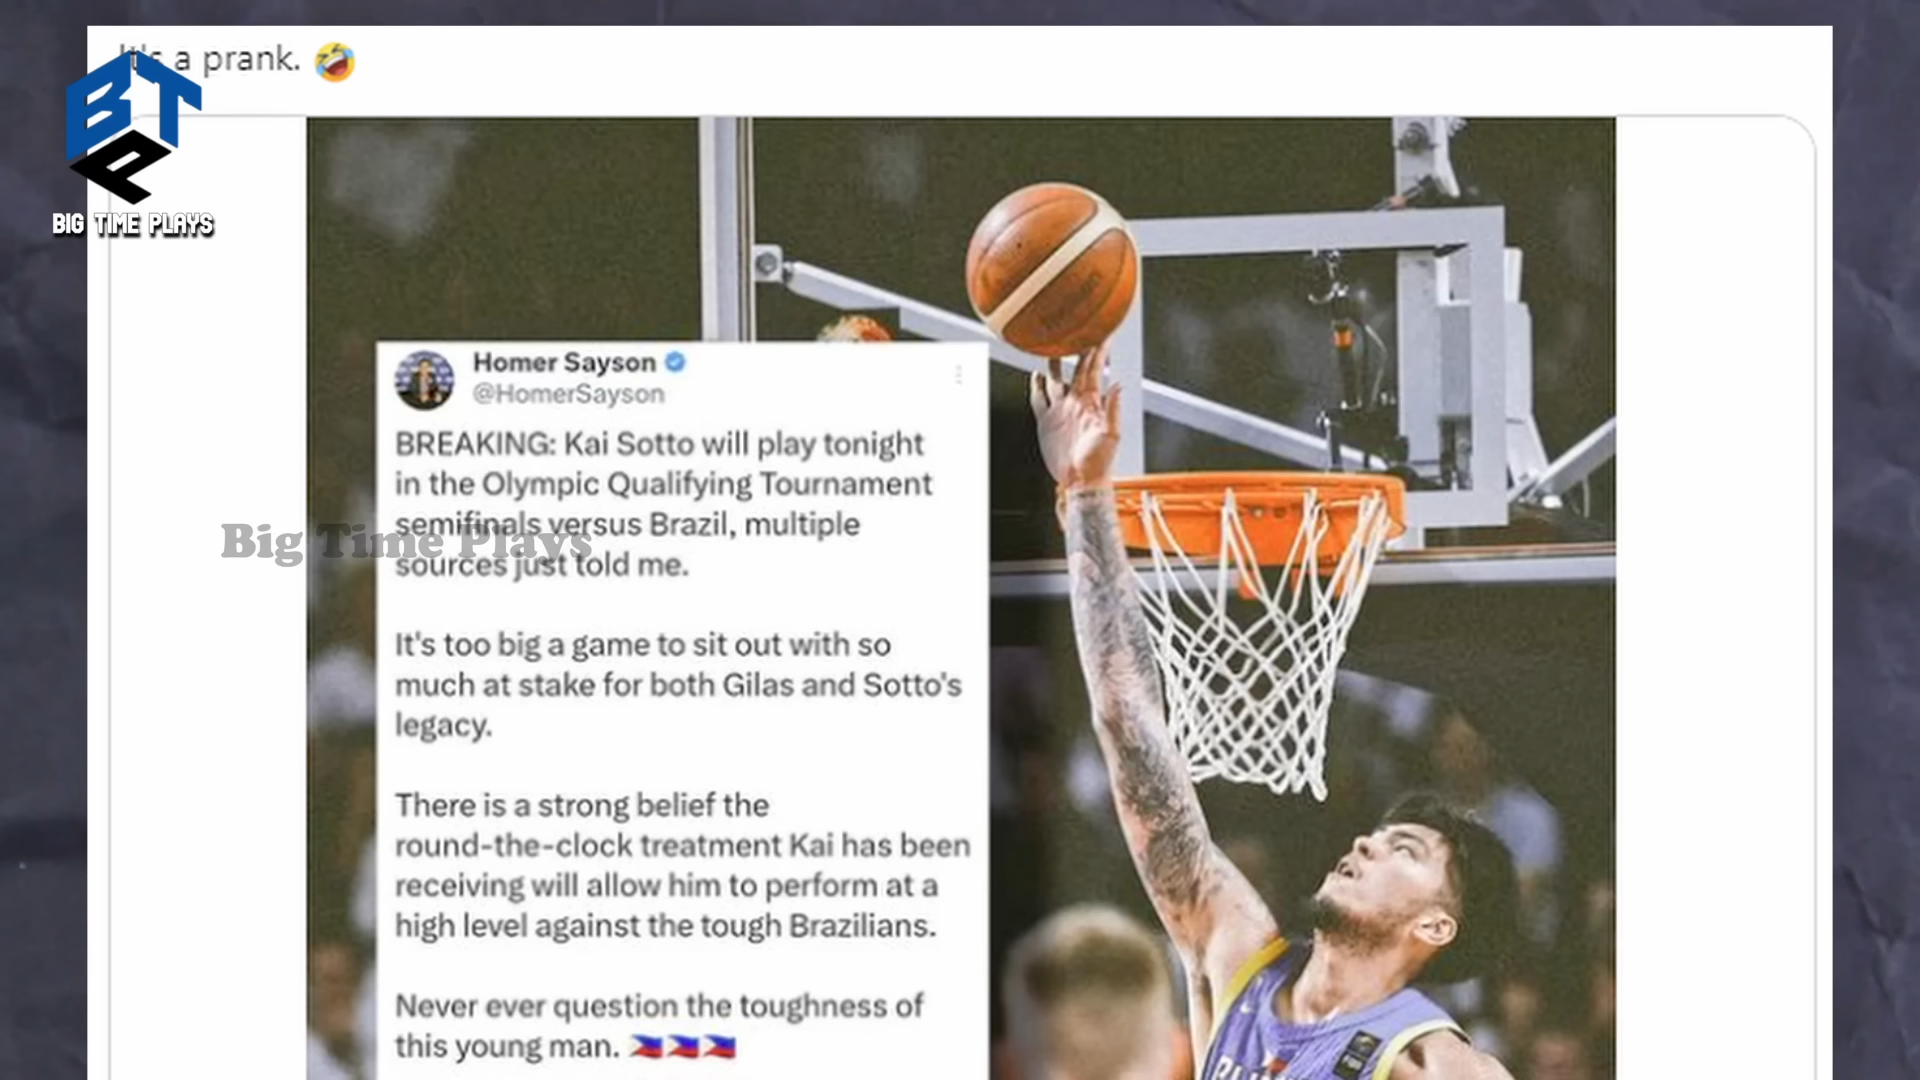 It's a prank. 🤣
BTP
BIG TIME PLAYS
Homer Sayson
@HomerSayson
BREAKING: Kai Sotto will play tonight
in the Olympic Qualifying Tournament
semifinals versus Brazil, multiple
sources just told me.
Big Time Plays
It's too big a game to sit out with so
much at stake for both Gilas and Sotto's
legacy.
There is a strong belief the
round-the-clock treatment Kai has been
receiving will allow him to perform at a
high level against the tough Brazilians.
Never ever question the toughness of
this young man. 🇵🇭🇵🇭🇵🇭